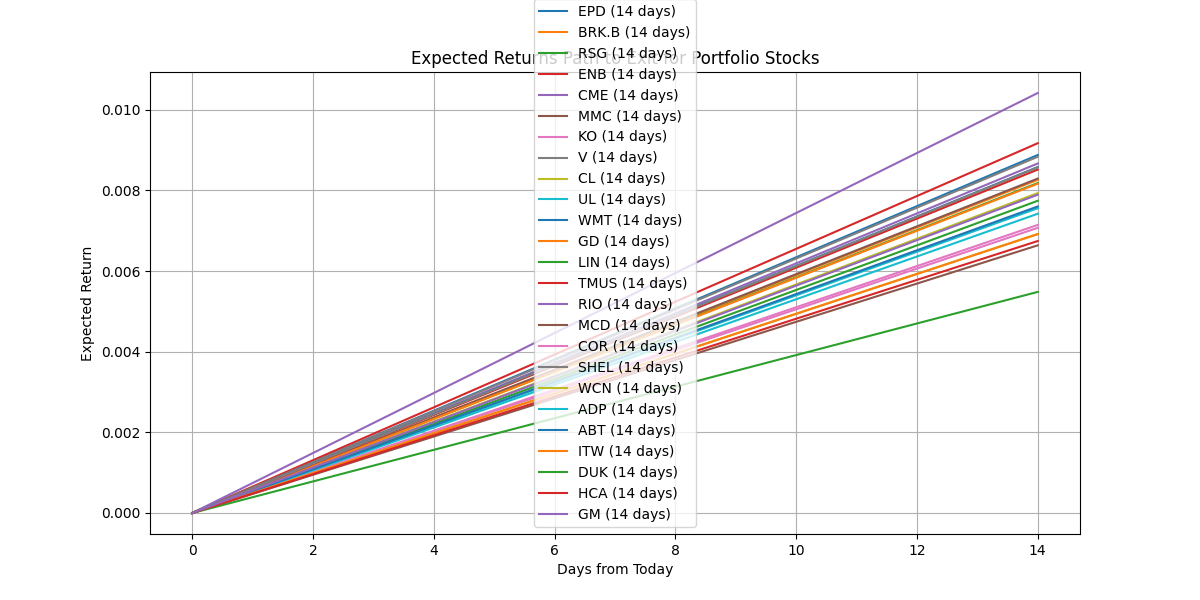 Expected Returns Path to Exit for Portfolio Stocks
EPD (14 days)
BRK.B (14 days)
RSG (14 days)
ENB (14 days)
CME (14 days)
MMC (14 days)
KO (14 days)
V (14 days)
CL (14 days)
UL (14 days)
WMT (14 days)
GD (14 days)
LIN (14 days)
TMUS (14 days)
RIO (14 days)
MCD (14 days)
COR (14 days)
SHEL (14 days)
WCN (14 days)
ADP (14 days)
ABT (14 days)
ITW (14 days)
DUK (14 days)
HCA (14 days)
GM (14 days)
Expected Return
0.010
0.008
0.006
0.004
0.002
0.000
0 2 4 6 8 10 12 14
Days from Today